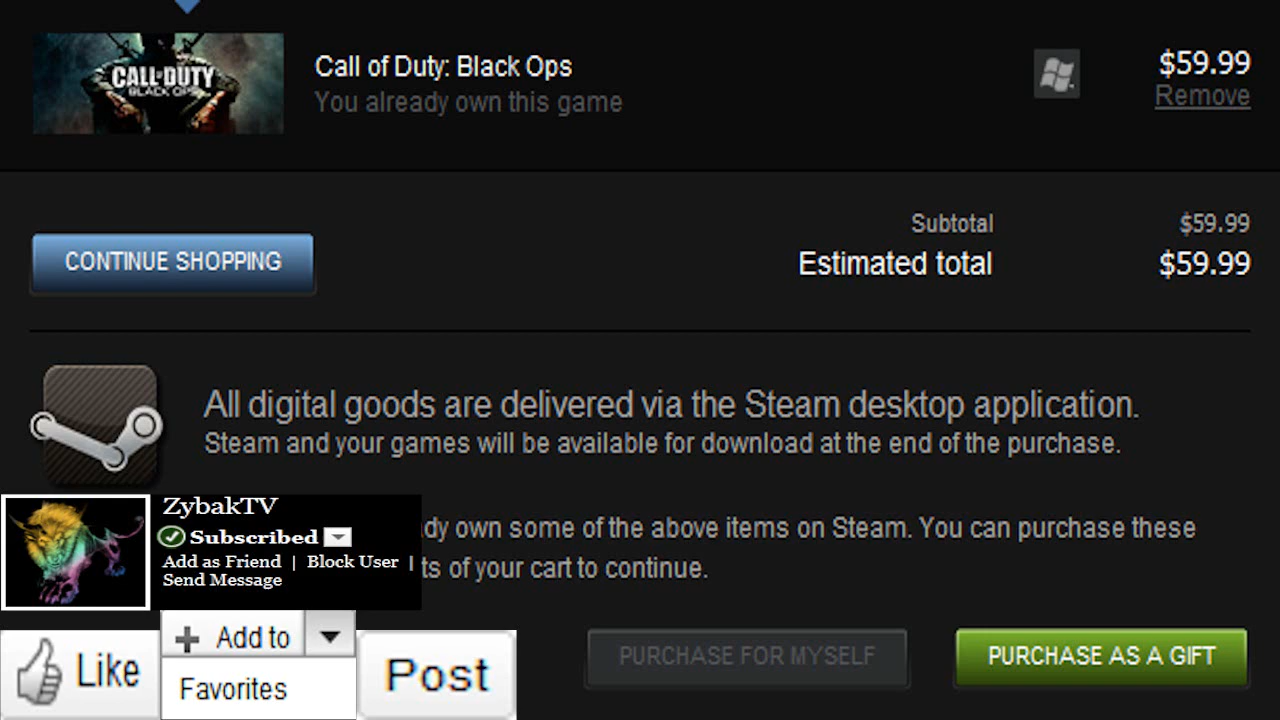 CALL OF DUTY
BLACK OPS
Call of Duty: Black Ops
You already own this game
$59.99
Remove
Subtotal $59.99
CONTINUE SHOPPING
Estimated total $59.99
All digital goods are delivered via the Steam desktop application.
Steam and your games will be available for download at the end of the purchase.
ZybakTV
Subscribed
Add as Friend | Block User |
Send Message
dy own some of the above items on Steam. You can purchase these
ts of your cart to continue.
Like
Add to
Favorites
Post
PURCHASE FOR MYSELF
PURCHASE AS A GIFT